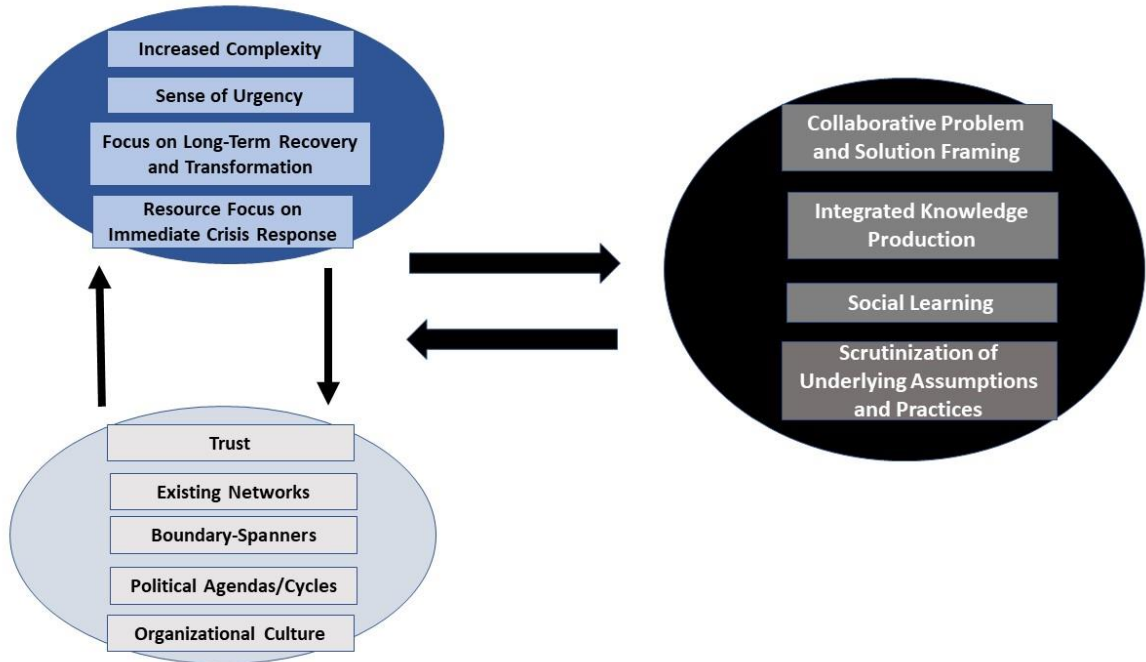 Increased Complexity
Sense of Urgency
Focus on Long-Term Recovery
and Transformation
Resource Focus on
Immediate Crisis Response
Trust
Existing Networks
Boundary-Spanners
Political Agendas/Cycles
Organizational Culture
Collaborative Problem
and Solution Framing
Integrated Knowledge
Production
Social Learning
Scrutinization of
Underlying Assumptions
and Practices